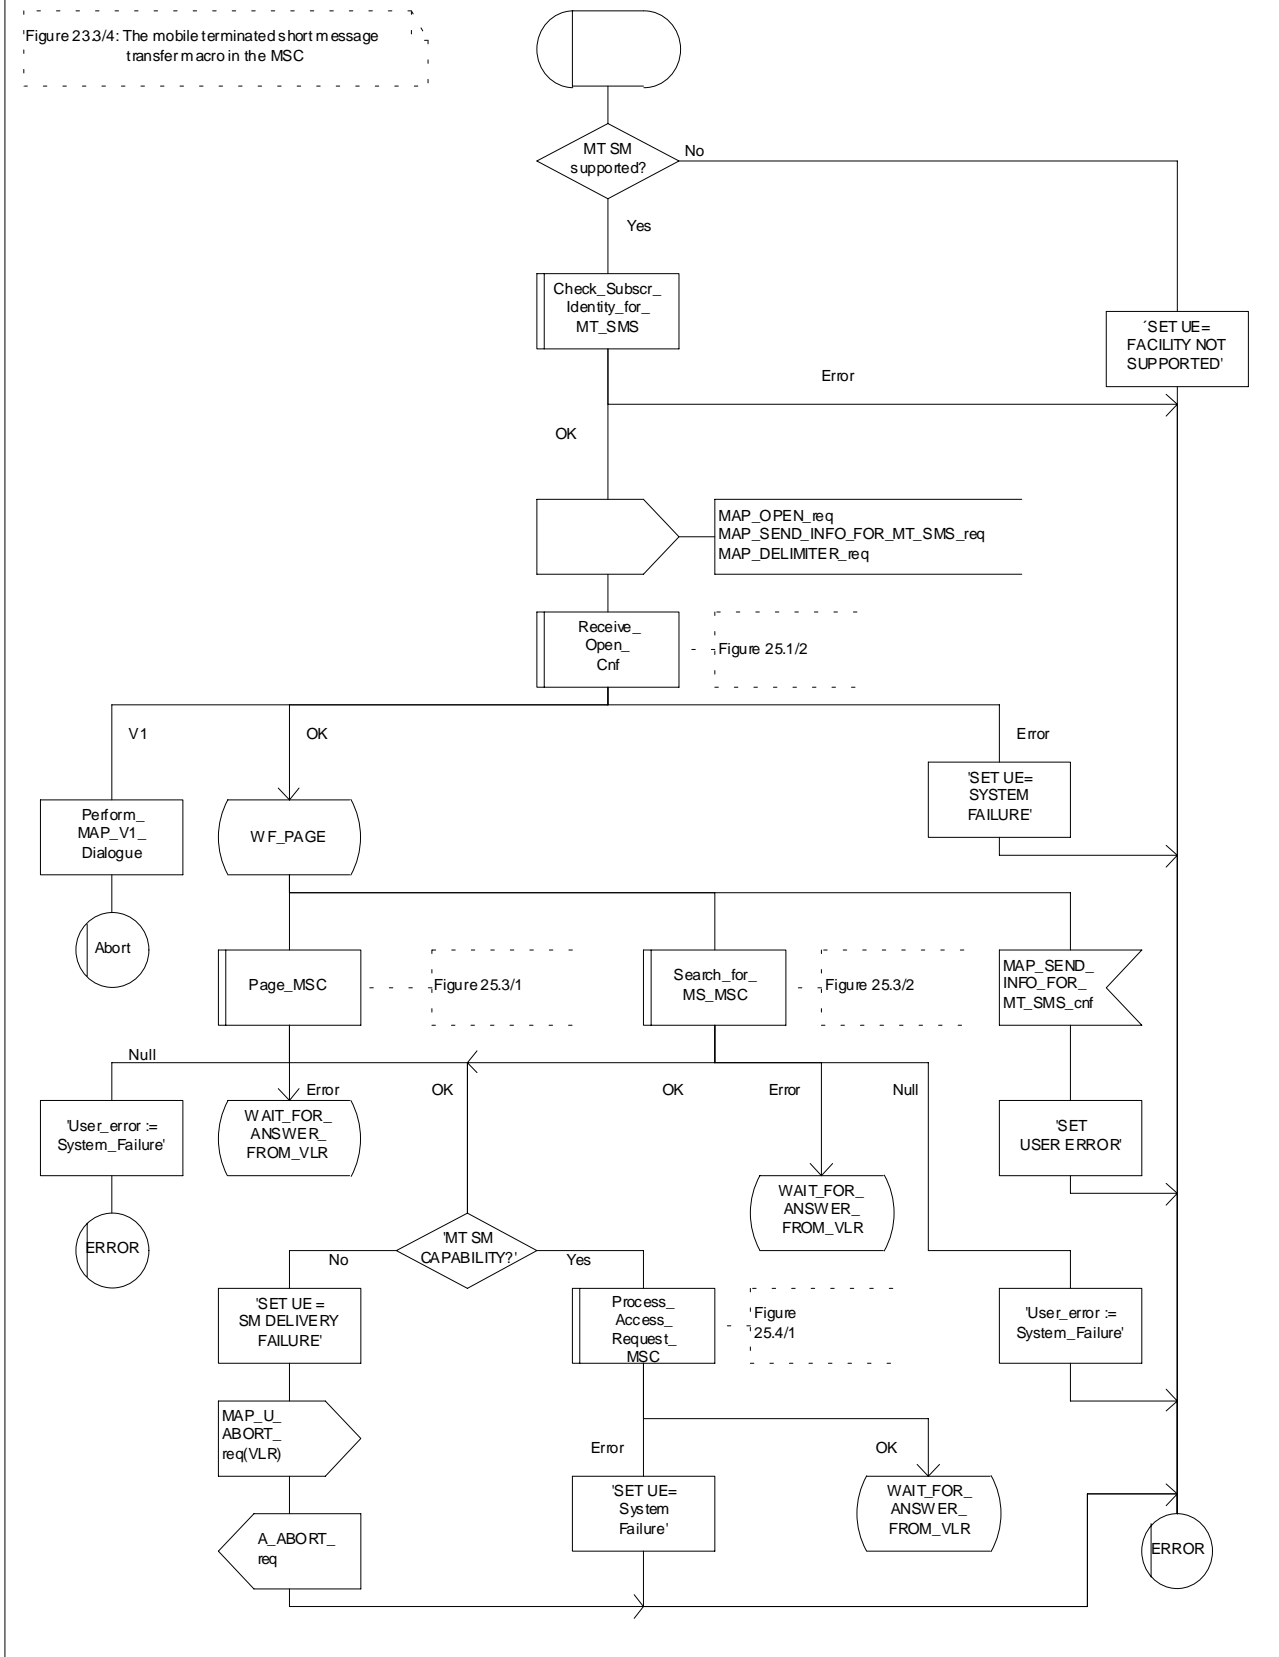 'Figure 23.3/4: The mobile terminated short message
transfer macro in the MSC
MT SM
supported?
No
Yes
Check_Subscr_
Identity_for_
MT_SMS
´SET UE=
FACILITY NOT
SUPPORTED'
Error
OK
MAP_OPEN_req
MAP_SEND_INFO_FOR_MT_SMS_req
MAP_DELIMITER_req
Receive_
Open_
Cnf
Figure 25.1/2
V1
OK
Error
'SET UE=
SYSTEM
FAILURE'
Perform_
MAP_V1_
Dialogue
WF_PAGE
Abort
Page_MSC
Figure 25.3/1
Search_for_
MS_MSC
Figure 25.3/2
MAP_SEND_
INFO_FOR_
MT_SMS_cnf
Null
Error
OK
OK
Error
Null
'User_error :=
System_Failure'
WAIT_FOR_
ANSWER_
FROM_VLR
'SET
USER ERROR'
WAIT_FOR_
ANSWER_
FROM_VLR
ERROR
'MT SM
CAPABILITY?'
No
Yes
'SET UE =
SM DELIVERY
FAILURE'
Process_
Access_
Request_
MSC
Figure
25.4/1
'User_error :=
System_Failure'
MAP_U_
ABORT_
req(VLR)
Error
OK
'SET UE=
System
Failure'
WAIT_FOR_
ANSWER_
FROM_VLR
A_ABORT_
req
ERROR